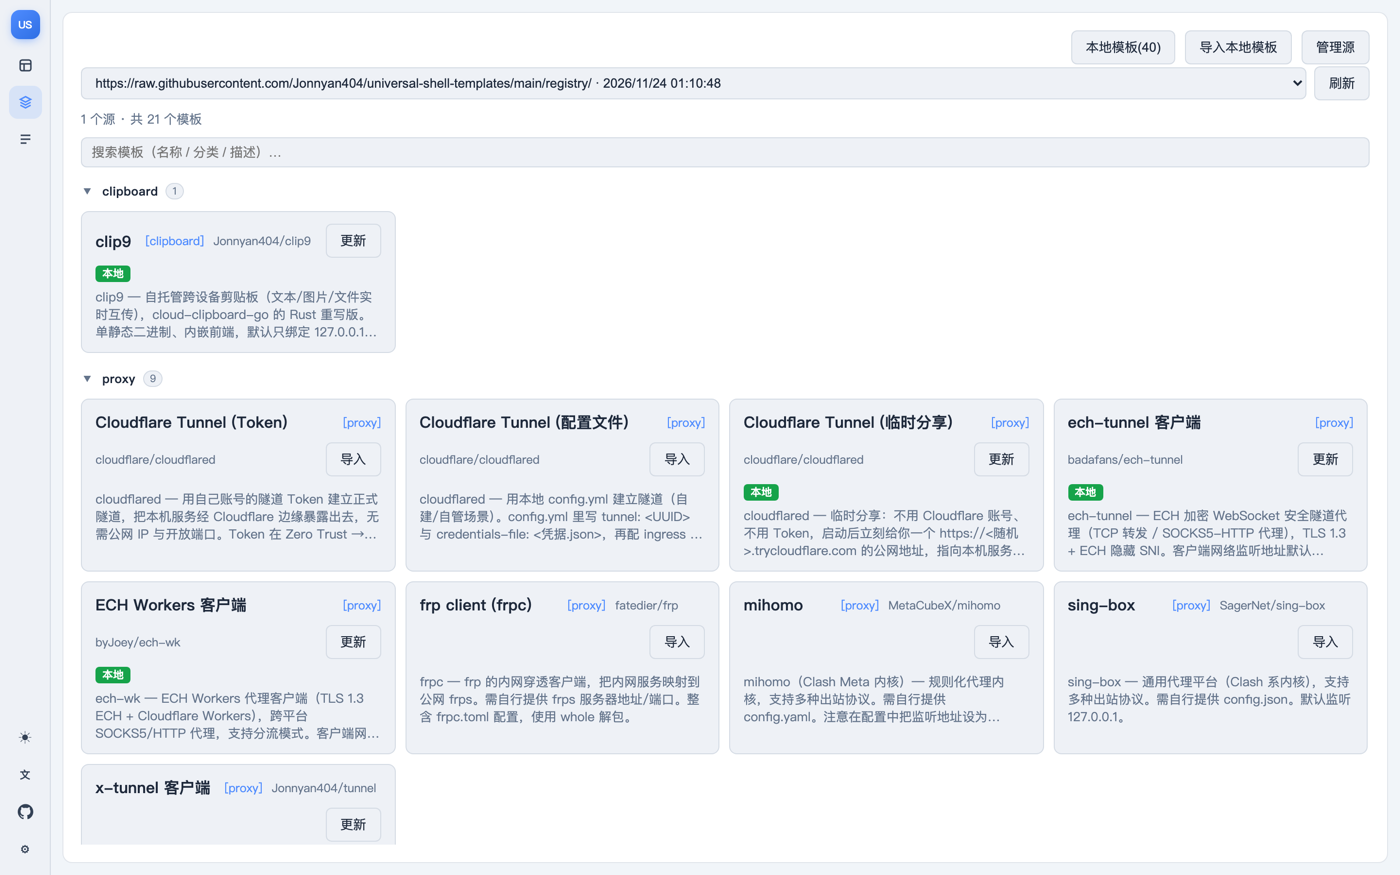 US
本地模板(40)
导入本地模板
管理源
https://raw.githubusercontent.com/Jonnyan404/universal-shell-templates/main/registry/ · 2026/11/24 01:10:48
刷新
1 个源 · 共 21 个模板
搜索模板（名称 / 分类 / 描述）…
▼ clipboard 1
clip9 [clipboard] Jonnyan404/clip9 更新
本地
clip9 — 自托管跨设备剪贴板（文本/图片/文件实
时互传），cloud-clipboard-go 的 Rust 重写版。
单静态二进制、内嵌前端，默认只绑定 127.0.0.1…
▼ proxy 9
Cloudflare Tunnel (Token) [proxy]
cloudflare/cloudflared 导入
cloudflared — 用自己账号的隧道 Token 建立正式
隧道，把本机服务经 Cloudflare 边缘暴露出去，无
需公网 IP 与开放端口。Token 在 Zero Trust →…
Cloudflare Tunnel (配置文件) [proxy]
cloudflare/cloudflared 导入
cloudflared — 用本地 config.yml 建立隧道（自
建/自管场景）。config.yml 里写 tunnel: <UUID>
与 credentials-file: <凭据.json>，再配 ingress …
Cloudflare Tunnel (临时分享) [proxy]
cloudflare/cloudflared 更新
本地
cloudflared — 临时分享：不用 Cloudflare 账号、
不用 Token，启动后立刻给你一个 https://<随机
>.trycloudflare.com 的公网地址，指向本机服务…
ech-tunnel 客户端 [proxy]
badafans/ech-tunnel 更新
本地
ech-tunnel — ECH 加密 WebSocket 安全隧道代
理（TCP 转发 / SOCKS5-HTTP 代理），TLS 1.3
+ ECH 隐藏 SNI。客户端网络监听地址默认…
ECH Workers 客户端 [proxy]
byJoey/ech-wk 更新
本地
ech-wk — ECH Workers 代理客户端（TLS 1.3
ECH + Cloudflare Workers），跨平台
SOCKS5/HTTP 代理，支持分流模式。客户端网…
frp client (frpc) [proxy] fatedier/frp
导入
frpc — frp 的内网穿透客户端，把内网服务映射到
公网 frps。需自行提供 frps 服务器地址/端口。整
含 frpc.toml 配置，使用 whole 解包。
mihomo [proxy] MetaCubeX/mihomo
导入
mihomo（Clash Meta 内核）— 规则化代理内
核，支持多种出站协议。需自行提供
config.yaml。注意在配置中把监听地址设为…
sing-box [proxy] SagerNet/sing-box
导入
sing-box — 通用代理平台（Clash 系内核），支持
多种出站协议。需自行提供 config.json。默认监听
127.0.0.1。
x-tunnel 客户端 [proxy] Jonnyan404/tunnel
更新
文